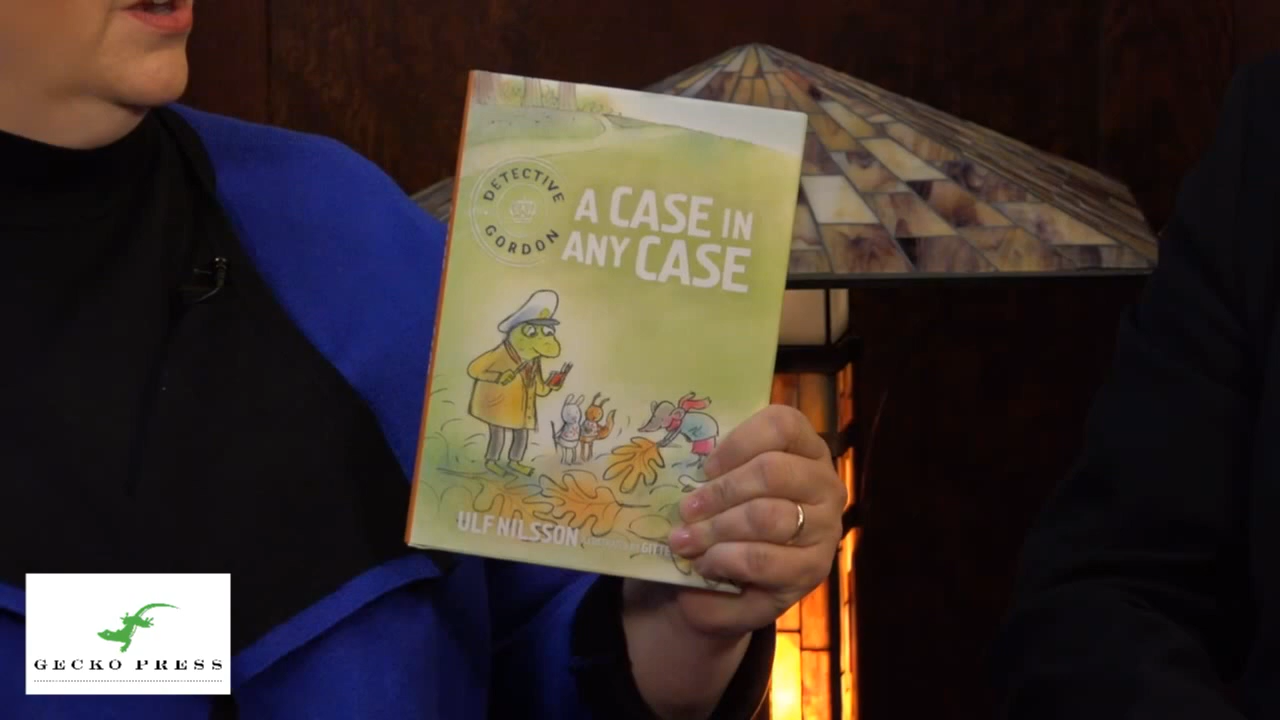 DETECTIVE
GORDON
A CASE IN
ANY CASE
ULF NILSSON
GECKO PRESS